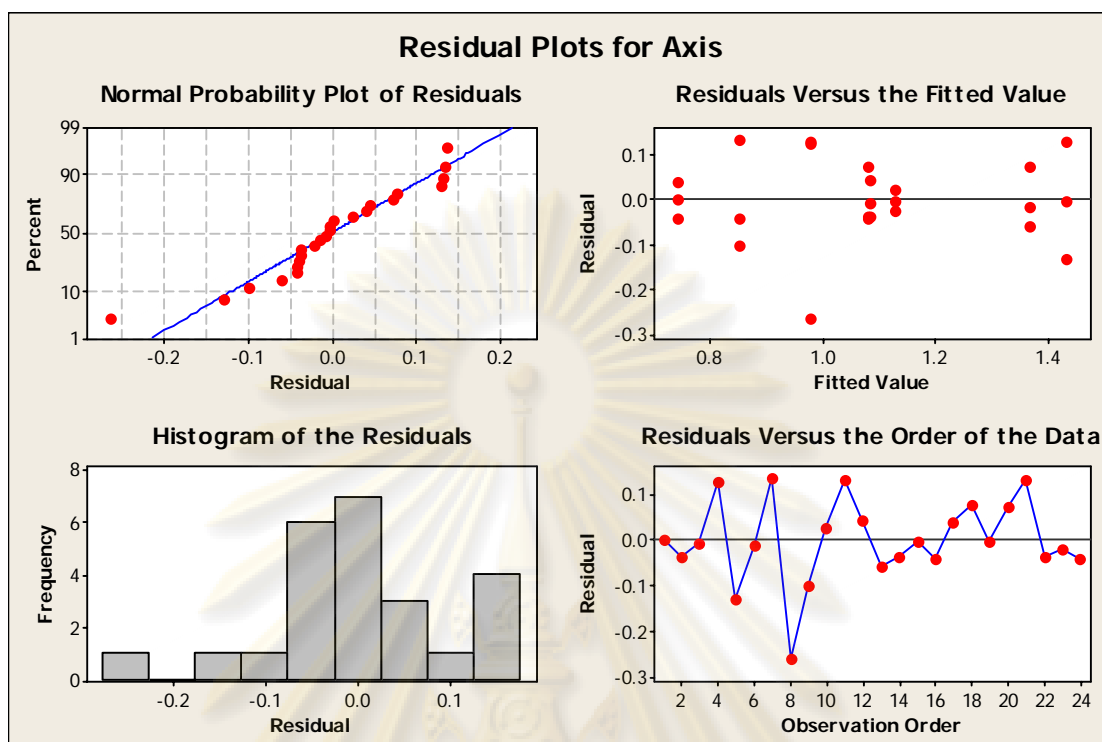 Residual Plots for Axis
Normal Probability Plot of Residuals
Percent
99
90
50
10
1
-0.2 -0.1 0.0 0.1 0.2
Residual
Residuals Versus the Fitted Value
Residual
0.1
0.0
-0.1
-0.2
-0.3
0.8 1.0 1.2 1.4
Fitted Value
Histogram of the Residuals
Frequency
8
6
4
2
0
-0.2 -0.1 0.0 0.1
Residual
Residuals Versus the Order of the Data
Residual
0.1
0.0
-0.1
-0.2
-0.3
2 4 6 8 10 12 14 16 18 20 22 24
Observation Order